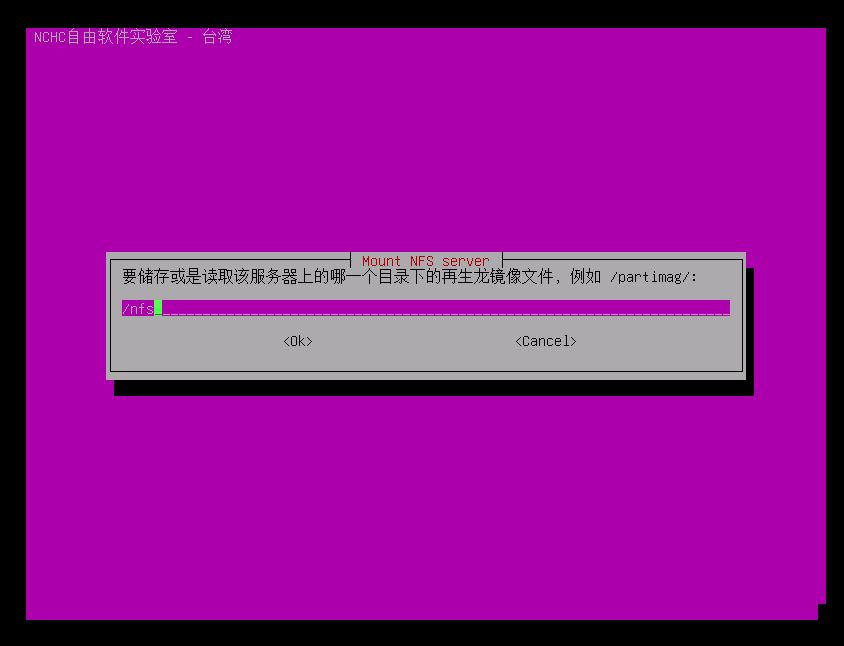 NCHC自由软件实验室 - 台湾
Mount NFS server
要储存或是读取该服务器上的哪一个目录下的再生龙镜像文件, 例如 /partimag/:
/nfs
<Ok> <Cancel>